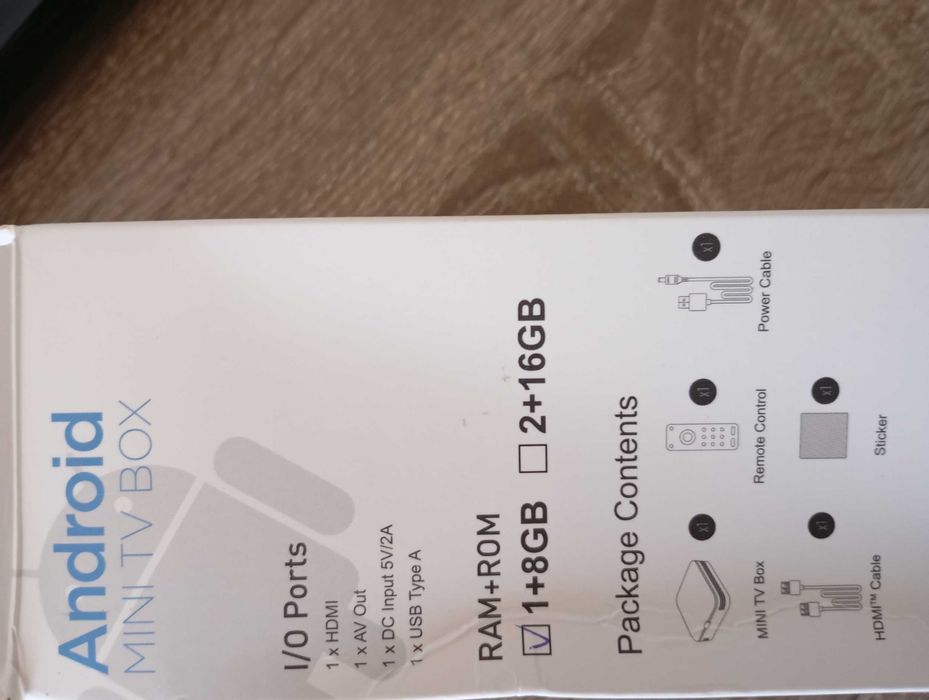 Android
MINI TV BOX
I/O Ports
1 x HDMI
1 x AV Out
1 x DC Input 5V/2A
1 x USB Type A
RAM+ROM
1+8GB 2+16GB
Package Contents
x1 x1 x1
MINI TV Box Remote Control Power Cable
x1 x1
HDMI™ Cable Sticker